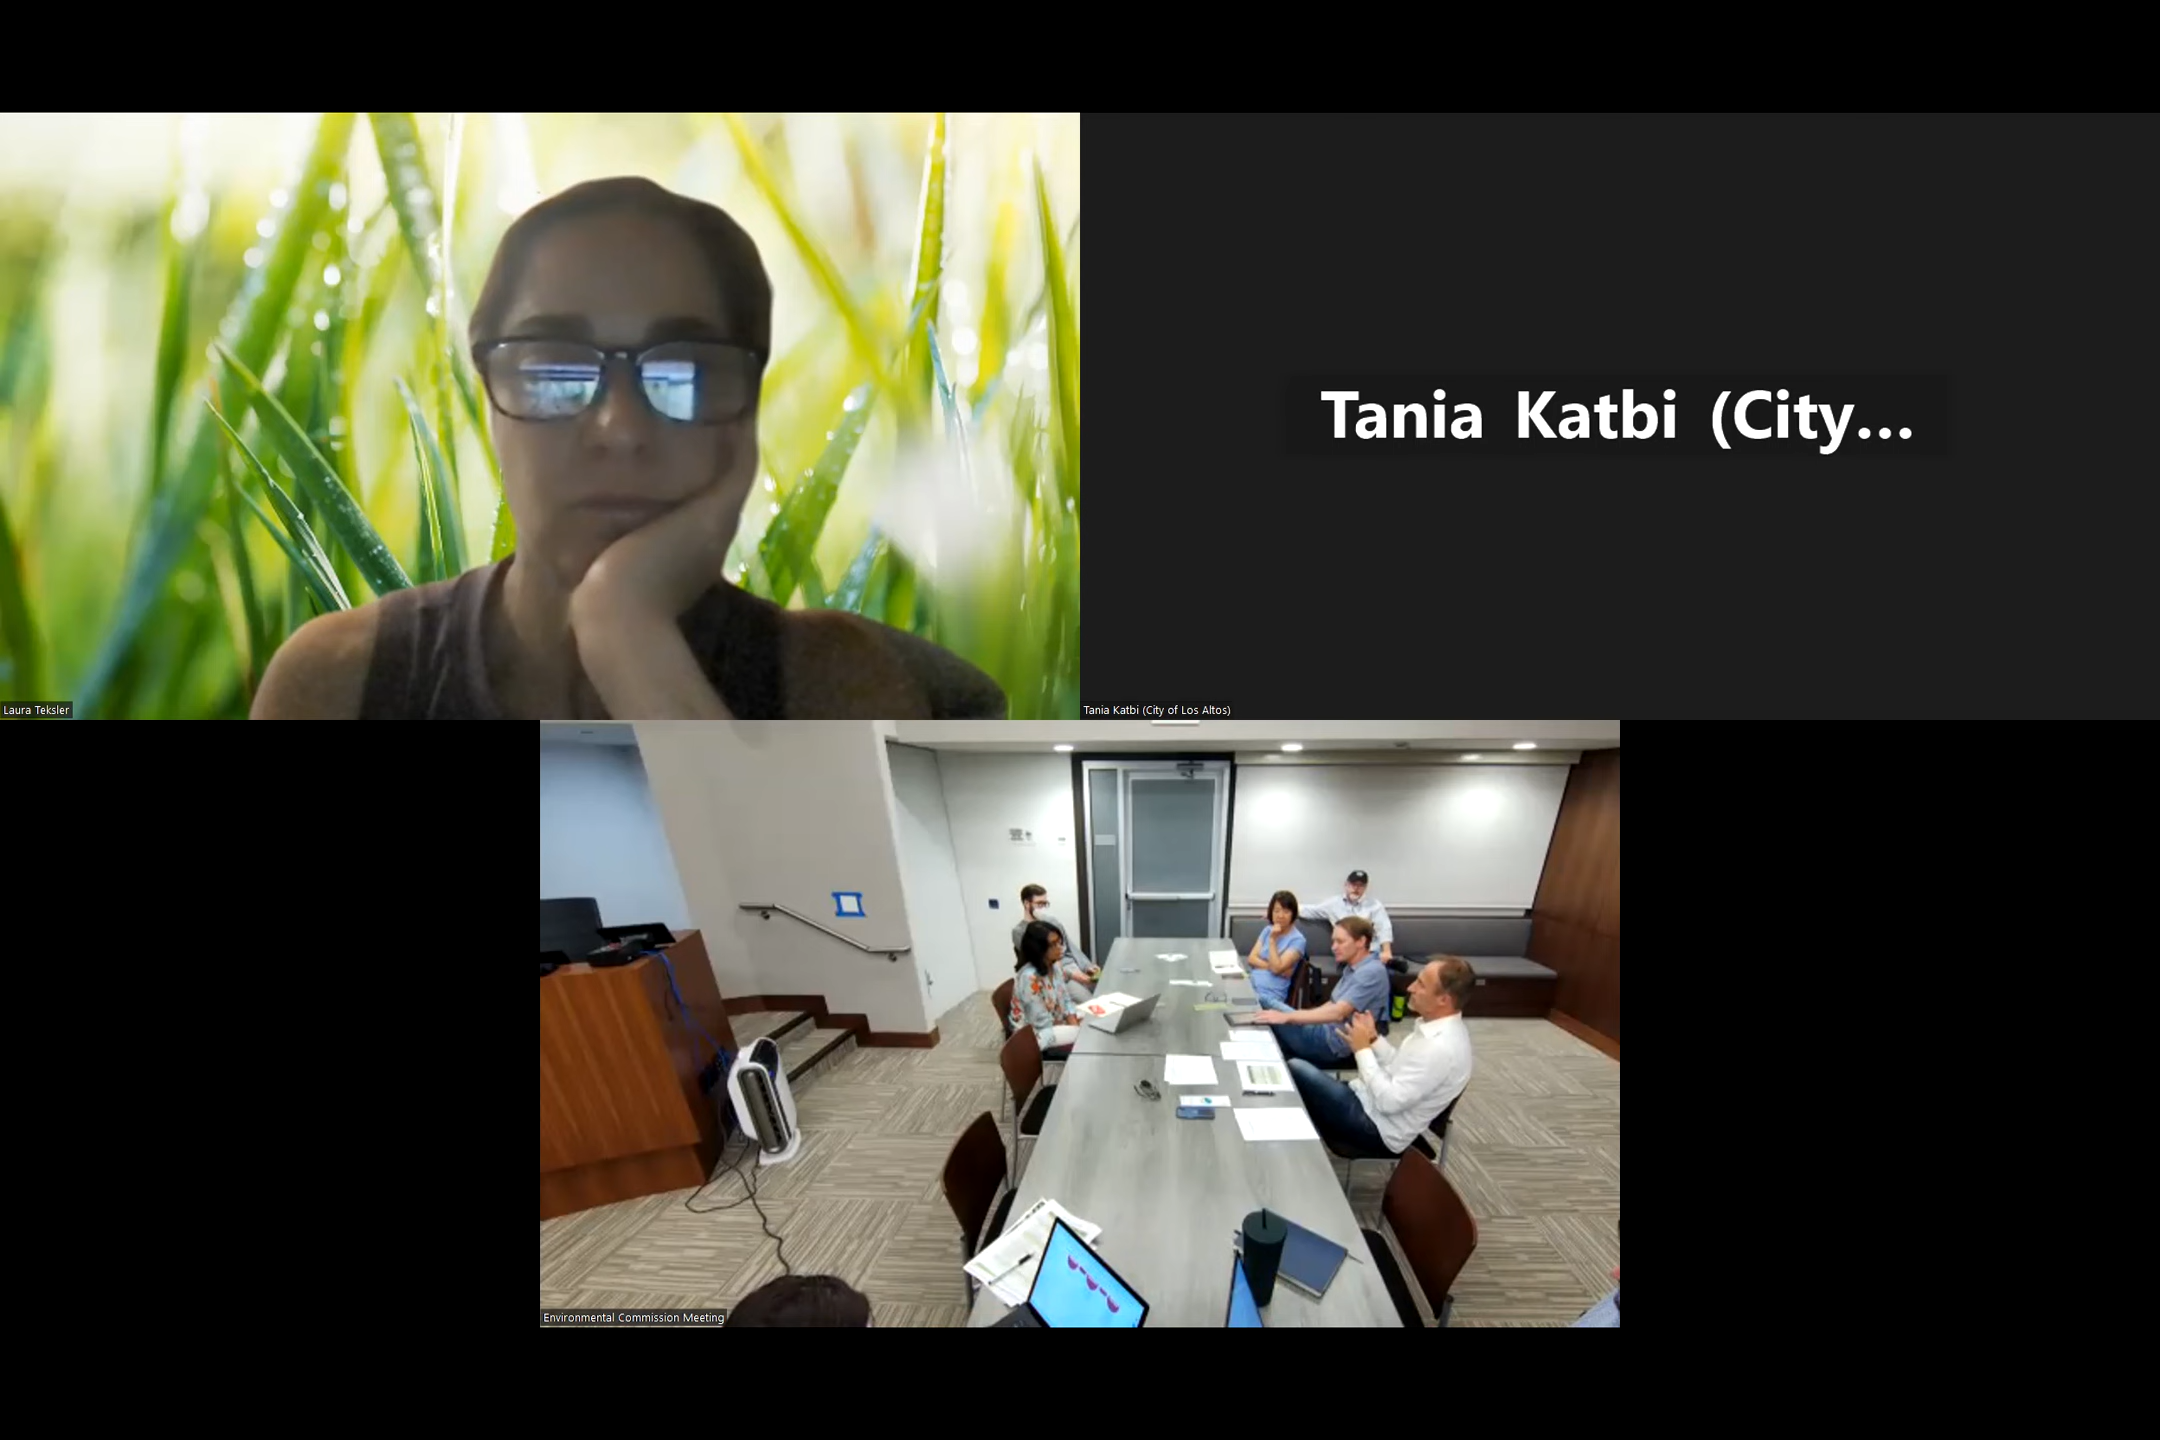 Tania Katbi (City...
Laura Teksler
Tania Katbi (City of Los Altos)
Environmental Commission Meeting